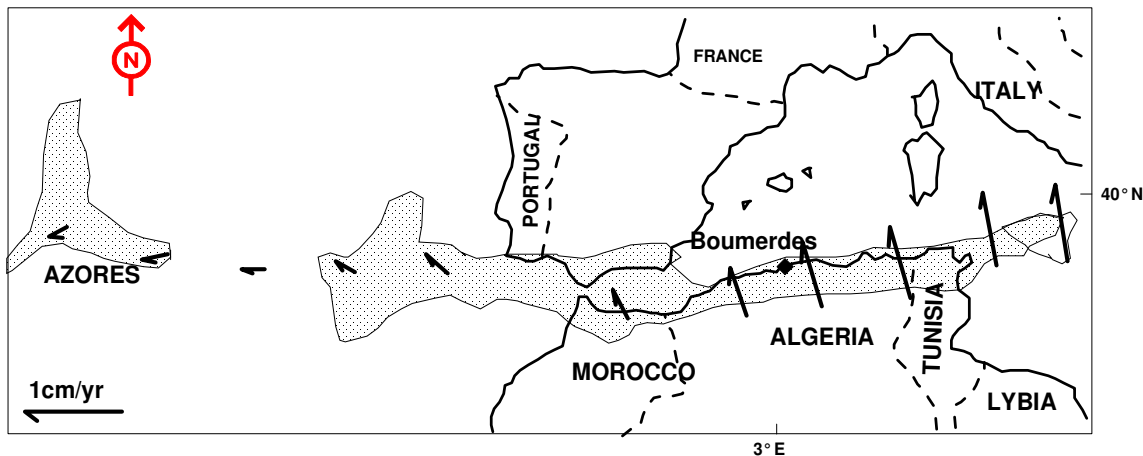 N
FRANCE
ITALY
PORTUGAL
40°N
Boumerdes
AZORES
TUNISIA
ALGERIA
MOROCCO
1cm/yr
LYBIA
3°E